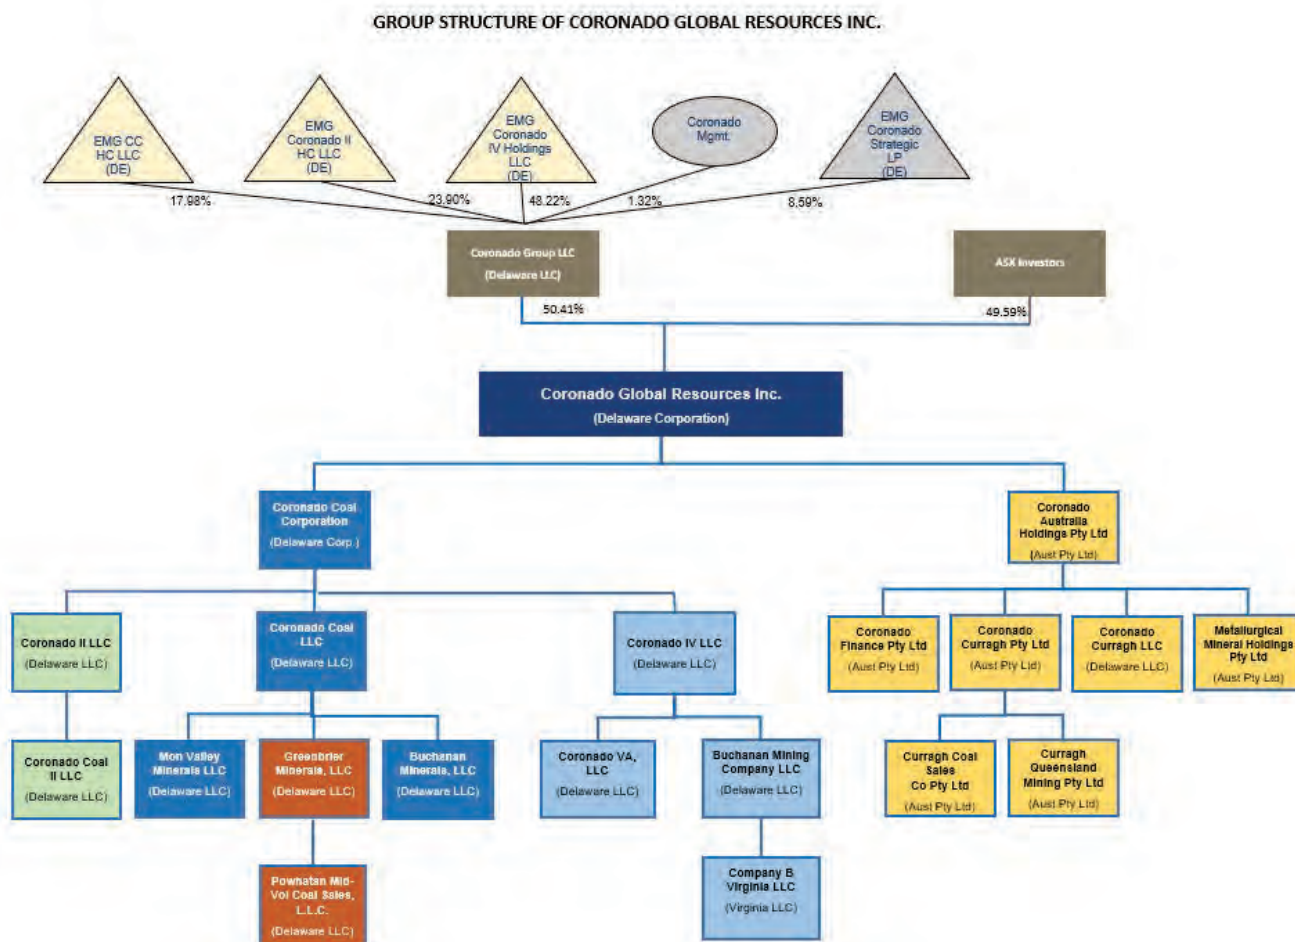 GROUP STRUCTURE OF CORONADO GLOBAL RESOURCES INC.
EMG CC
HC LLC
(DE)
EMG
Coronado II
HC LLC
(DE)
EMG
Coronado
IV Holdings
LLC
(DE)
Coronado
Mgmt.
EMG
Coronado
Strategic
LP
(DE)
17.98%
23.90%
48.22%
1.32%
8.59%
Coronado Group LLC
(Delaware LLC)
ASX Investors
50.41%
49.59%
Coronado Global Resources Inc.
(Delaware Corporation)
Coronado Coal
Corporation
(Delaware Corp.)
Coronado
Australia
Holdings Pty Ltd
(Aust Pty Ltd)
Coronado II LLC
(Delaware LLC)
Coronado Coal
LLC
(Delaware LLC)
Coronado IV LLC
(Delaware LLC)
Coronado
Finance Pty Ltd
(Aust Pty Ltd)
Coronado
Curragh Pty Ltd
(Aust Pty Ltd)
Coronado
Curragh LLC
(Delaware LLC)
Metallurgical
Mineral Holdings
Pty Ltd
(Aust Pty Ltd)
Coronado Coal
II LLC
(Delaware LLC)
Mon Valley
Minerals LLC
(Delaware LLC)
Greenbrier
Minerals, LLC
(Delaware LLC)
Buchanan
Minerals, LLC
(Delaware LLC)
Coronado VA,
LLC
(Delaware LLC)
Buchanan Mining
Company LLC
(Delaware LLC)
Curragh Coal
Sales
Co Pty Ltd
(Aust Pty Ltd)
Curragh
Queensland
Mining Pty Ltd
(Aust Pty Ltd)
Powhatan Mid-
Vol Coal Sales,
L.L.C.
(Delaware LLC)
Company B
Virginia LLC
(Virginia LLC)